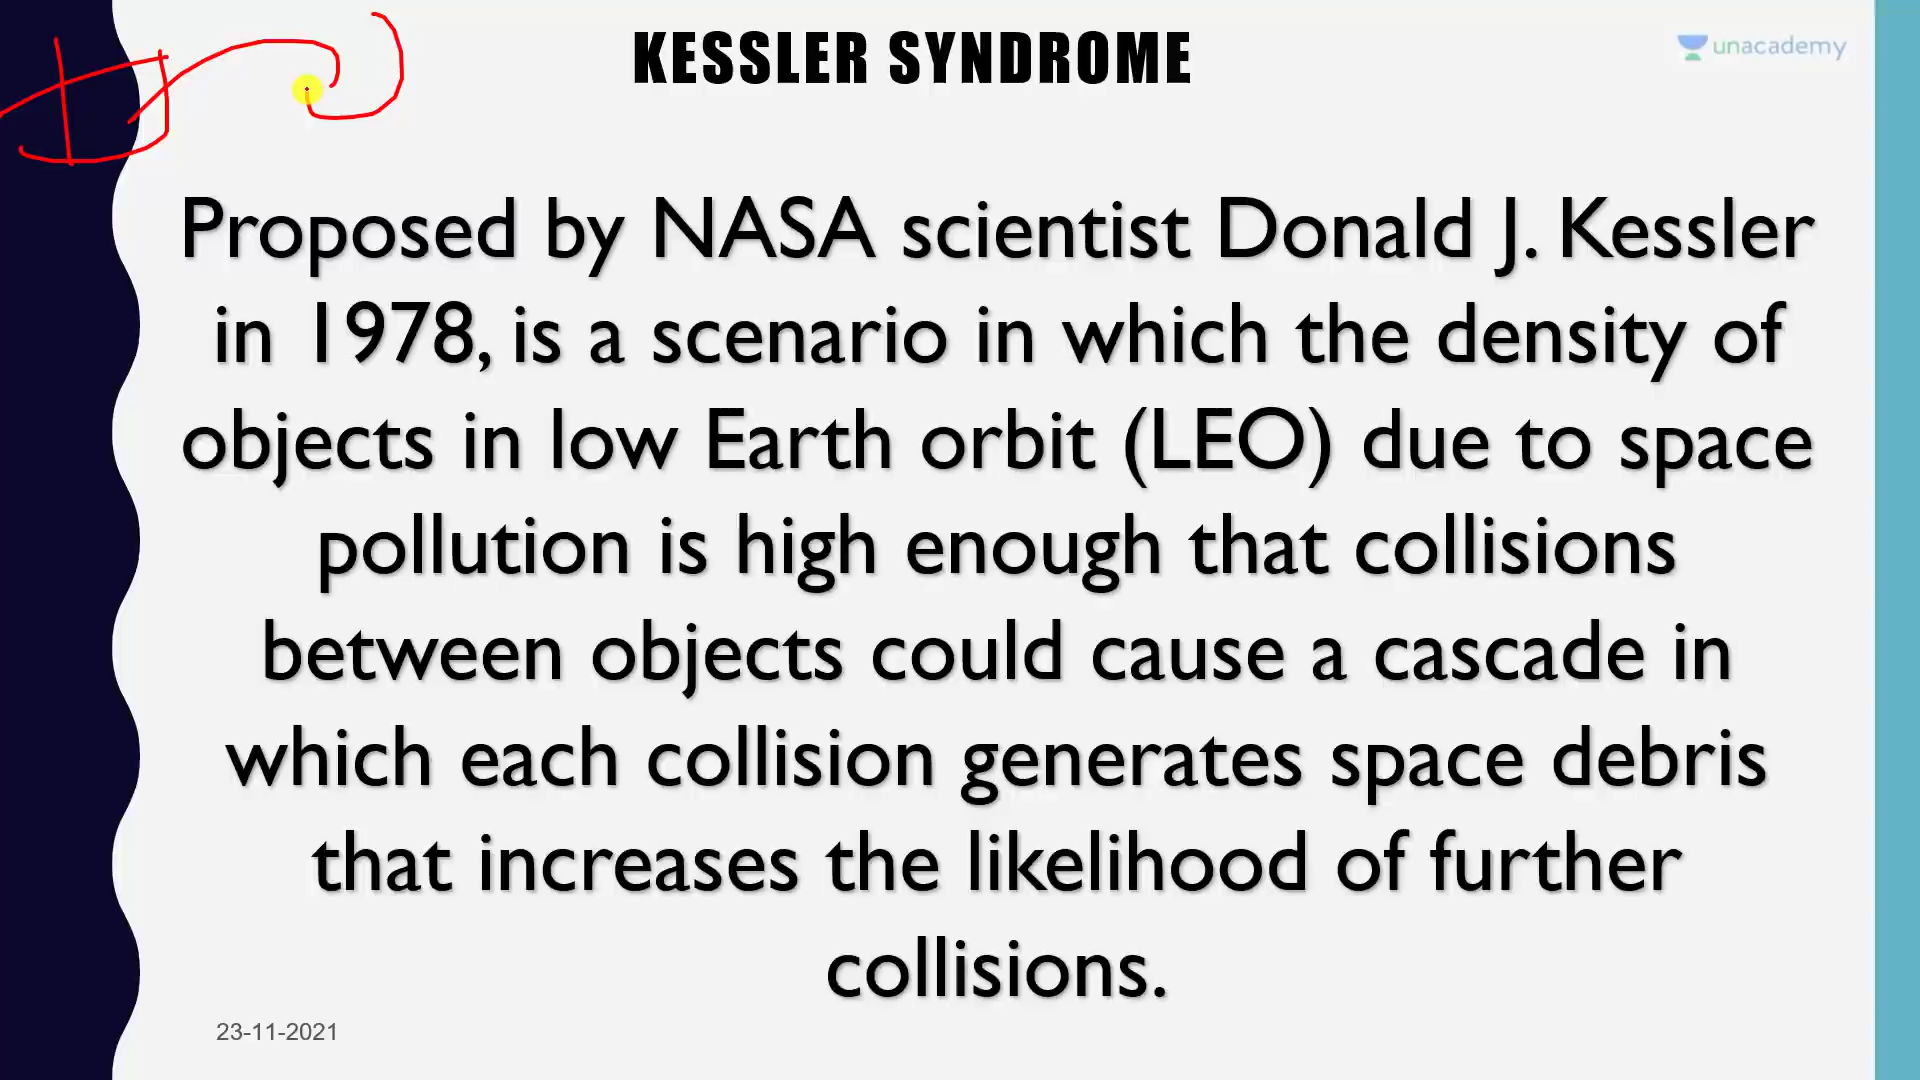 KESSLER SYNDROME
unacademy
Proposed by NASA scientist Donald J. Kessler
in 1978, is a scenario in which the density of
objects in low Earth orbit (LEO) due to space
pollution is high enough that collisions
between objects could cause a cascade in
which each collision generates space debris
that increases the likelihood of further
collisions.
23-11-2021